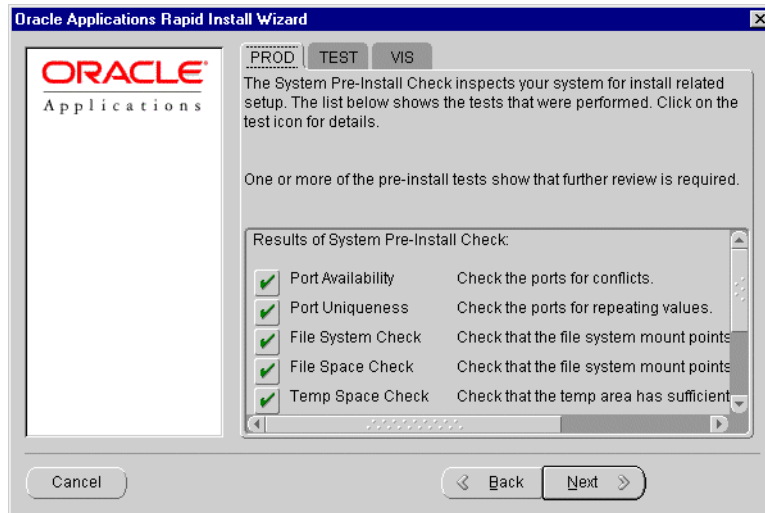 Oracle Applications Rapid Install Wizard
ORACLE
Applications
PROD TEST VIS
The System Pre-Install Check inspects your system for install related
setup. The list below shows the tests that were performed. Click on the
test icon for details.
One or more of the pre-install tests show that further review is required.
Results of System Pre-Install Check:
Port Availability Check the ports for conflicts.
Port Uniqueness Check the ports for repeating values.
File System Check Check that the file system mount points
File Space Check Check that the file system mount points
Temp Space Check Check that the temp area has sufficient
Cancel Back Next